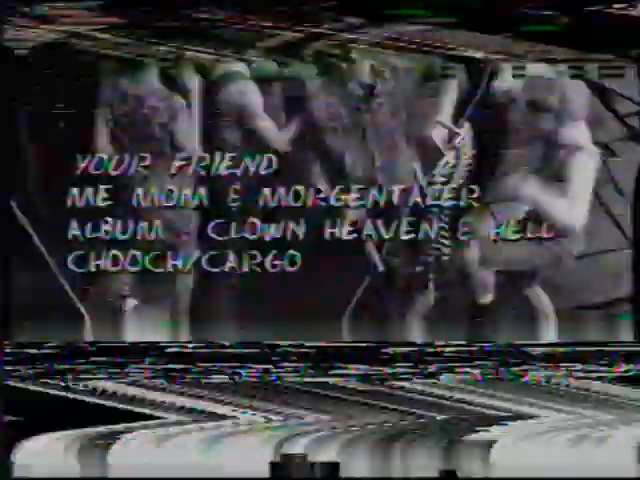 YOUR FRIEND
ME MOM & MORGENTALER
ALBUM : CLOWN HEAVEN & HELL
CHOOCH/CARGO